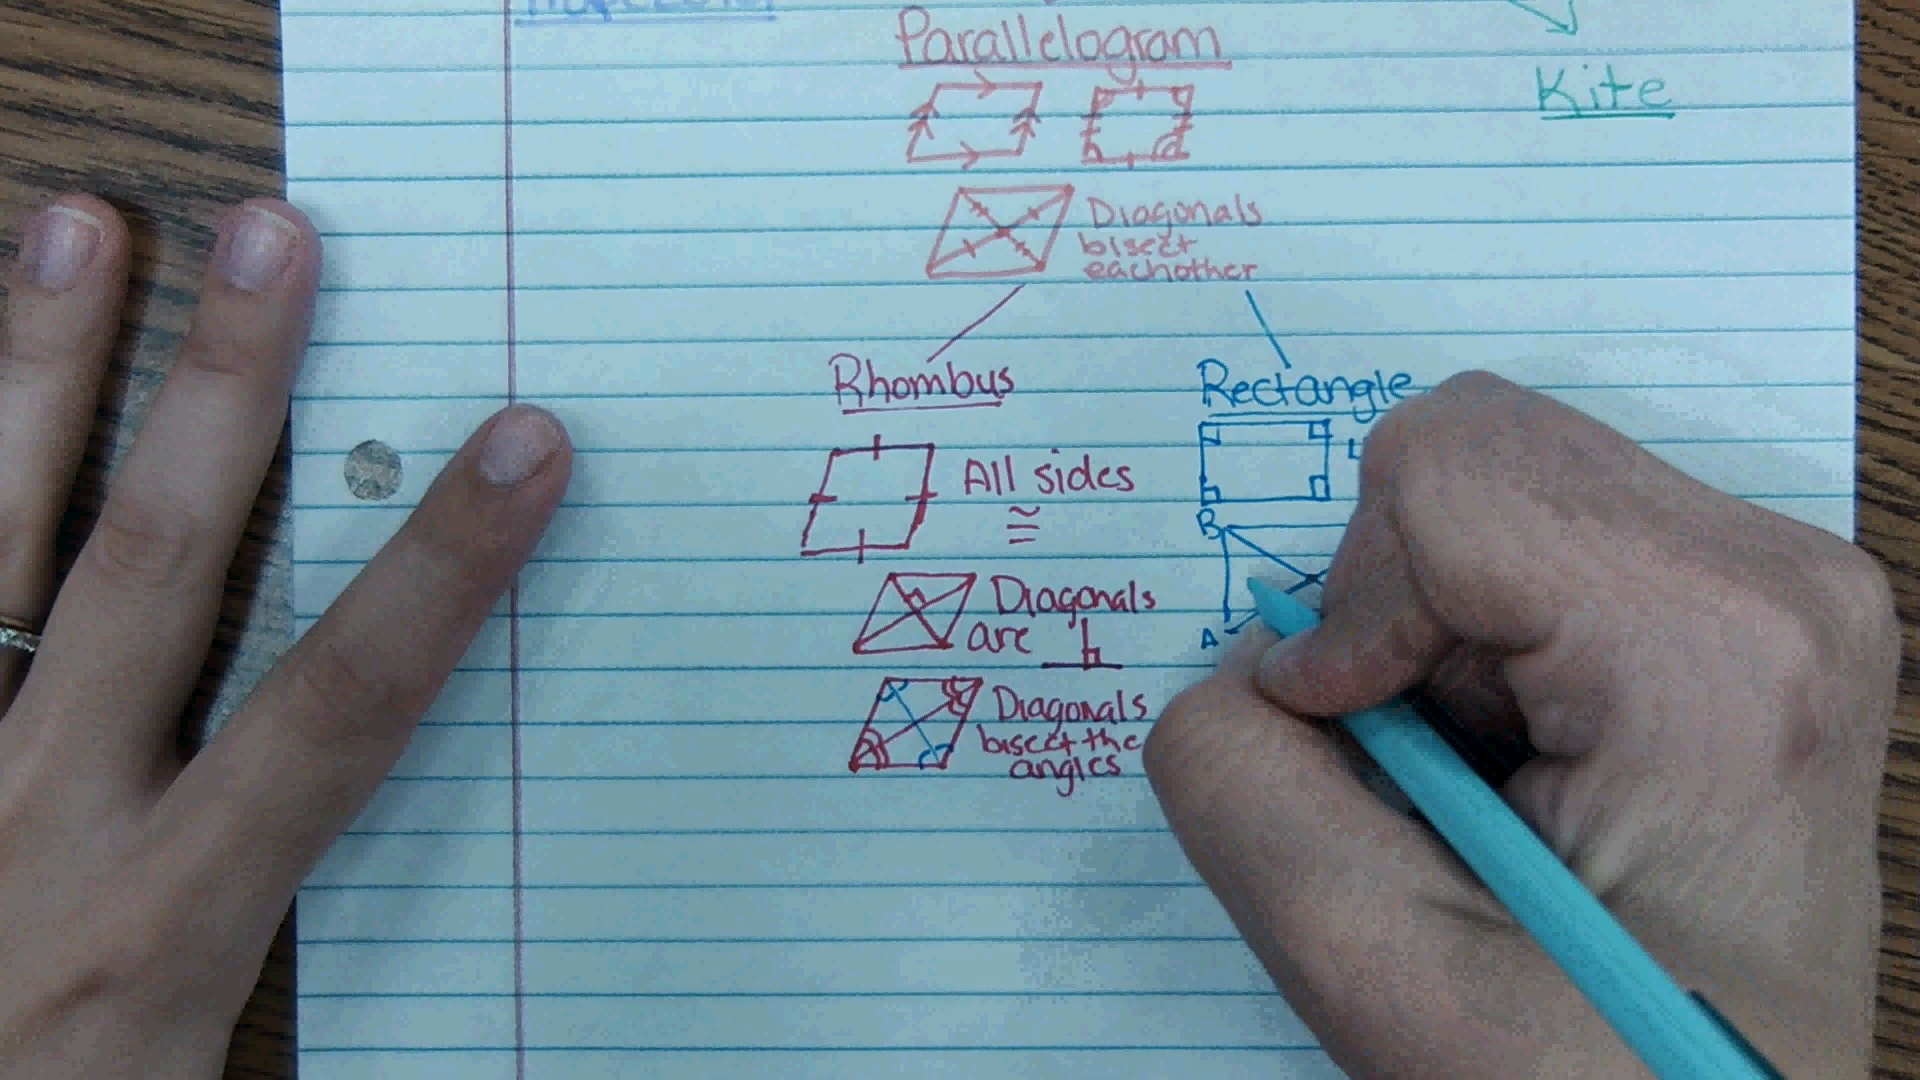 Parallelogram
Kite
Diagonals
bisect
eachother
Rhombus
Rectangle
All sides
≅
B
Diagonals
are ⊥
A
Diagonals
bisect the
angles